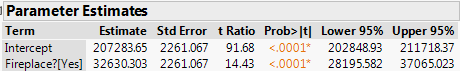 Parameter Estimates
Term Estimate Std Error t Ratio Prob>|t| Lower 95% Upper 95%
Intercept 207283.65 2261.067 91.68 <.0001* 202848.93 211718.37
Fireplace?[Yes] 32630.303 2261.067 14.43 <.0001* 28195.582 37065.023